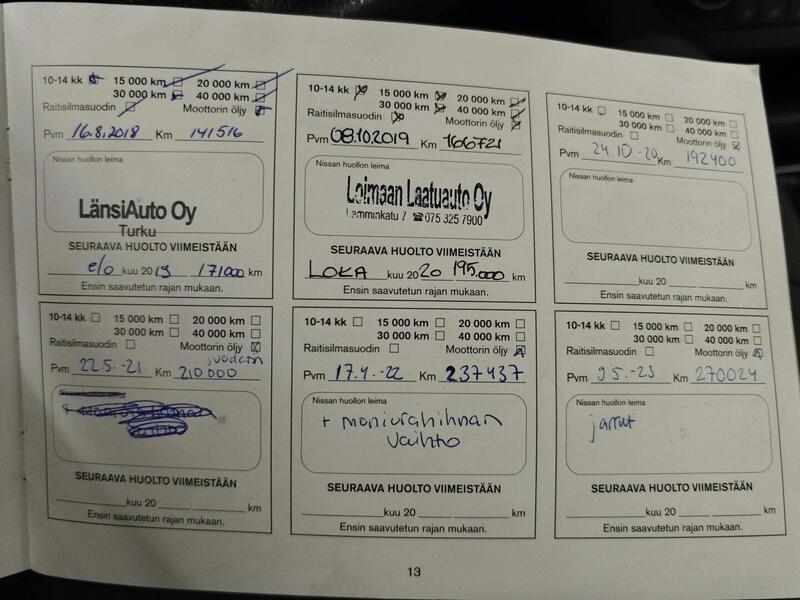 10-14 kk 15 000 km 20 000 km
30 000 km 40 000 km
Raitisilmasuodin Moottorin öljy
Pvm 16.8.2018 Km 141516
Nissan huollon leima
LänsiAuto Oy
Turku
SEURAAVA HUOLTO VIIMEISTÄÄN
elo kuu 2019 171000 km
Ensin saavutetun rajan mukaan.
10-14 kk 15 000 km 20 000 km
30 000 km 40 000 km
Raitisilmasuodin Moottorin öljy
Pvm 08.10.2019 Km 166721
Nissan huollon leima
Loimaan Laatuauto Oy
Lamminkatu 7 ☎075 325 7900
SEURAAVA HUOLTO VIIMEISTÄÄN
LOKA kuu 2020 195.000 km
Ensin saavutetun rajan mukaan.
10-14 kk 15 000 km 20 000 km
30 000 km 40 000 km
Raitisilmasuodin Moottorin öljy
Pvm 24.10-20 Km 192400
Nissan huollon leima
SEURAAVA HUOLTO VIIMEISTÄÄN
kuu 20 km
Ensin saavutetun rajan mukaan.
10-14 kk 15 000 km 20 000 km
30 000 km 40 000 km
Raitisilmasuodin Moottorin öljy
Pvm 22.5.-21 Km 210000
SEURAAVA HUOLTO VIIMEISTÄÄN
kuu 20 km
Ensin saavutetun rajan mukaan.
10-14 kk 15 000 km 20 000 km
30 000 km 40 000 km
Raitisilmasuodin Moottorin öljy
Pvm 17.4.-22 Km 237437
Nissan huollon leima
+ moniurahihnan
vaihto
SEURAAVA HUOLTO VIIMEISTÄÄN
kuu 20 km
Ensin saavutetun rajan mukaan.
10-14 kk 15 000 km 20 000 km
30 000 km 40 000 km
Raitisilmasuodin Moottorin öljy
Pvm 9.5.-23 Km 270024
Nissan huollon leima
jarrut
SEURAAVA HUOLTO VIIMEISTÄÄN
kuu 20 km
Ensin saavutetun rajan mukaan.
13